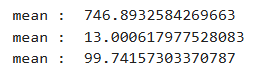 mean :  746.8932584269663
mean :  13.000617977528083
mean :  99.74157303370787